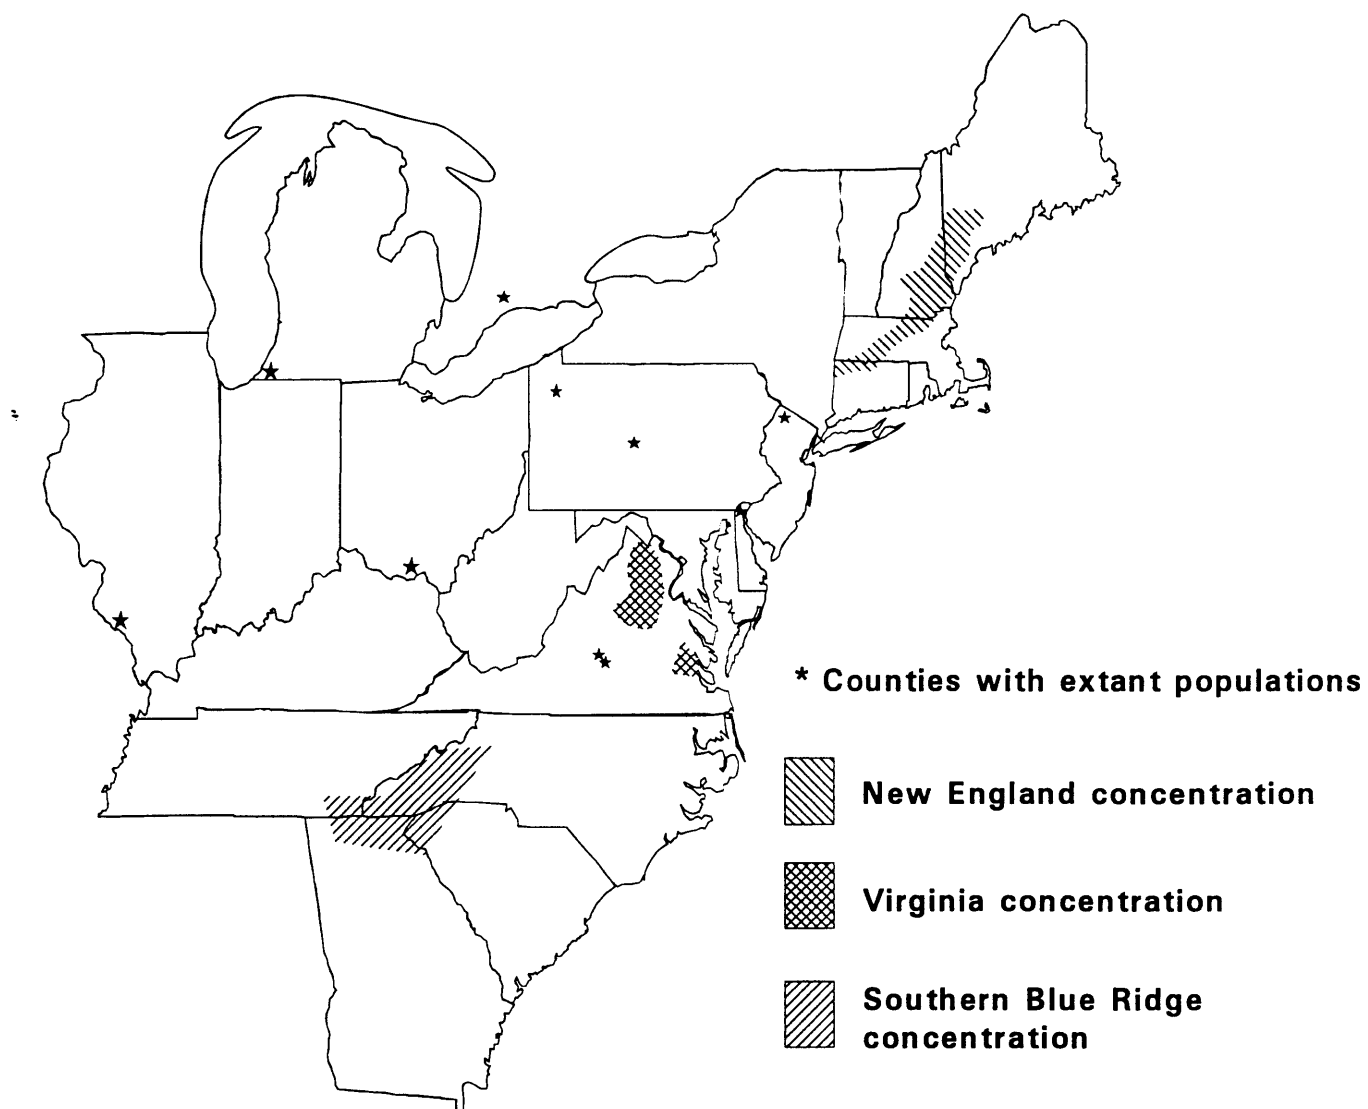 * Counties with extant populations
New England concentration
Virginia concentration
Southern Blue Ridge
concentration